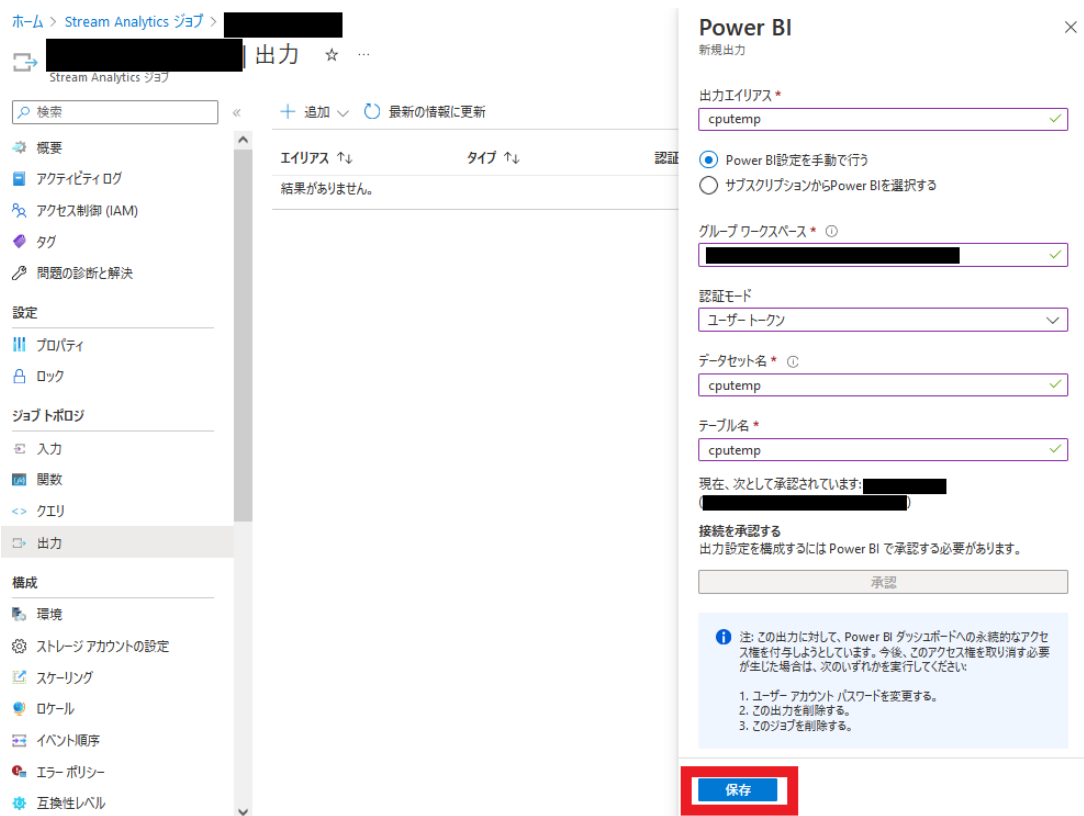 ホーム > Stream Analytics ジョブ >
| 出力 ☆ …
Stream Analytics ジョブ
検索
«
概要
アクティビティ ログ
アクセス制御 (IAM)
タグ
問題の診断と解決
設定
プロパティ
ロック
ジョブ トポロジ
入力
関数
クエリ
出力
構成
環境
ストレージ アカウントの設定
スケーリング
ロケール
イベント順序
エラー ポリシー
互換性レベル
+ 追加 最新の情報に更新
エイリアス ↑↓ タイプ ↑↓ 認証
結果がありません。
Power BI
新規出力
出力エイリアス *
cputemp
Power BI設定を手動で行う
サブスクリプションからPower BIを選択する
グループ ワークスペース *
認証モード
ユーザー トークン
データセット名 *
cputemp
テーブル名 *
cputemp
現在、次として承認されています:
( )
接続を承認する
出力設定を構成するには Power BI で承認する必要があります。
承認
注: この出力に対して、Power BI ダッシュボードへの永続的なアクセ
ス権を付与しようとしています。今後、このアクセス権を取り消す必要
が生じた場合は、次のいずれかを実行してください:
1. ユーザー アカウント パスワードを変更する。
2. この出力を削除する。
3. このジョブを削除する。
保存